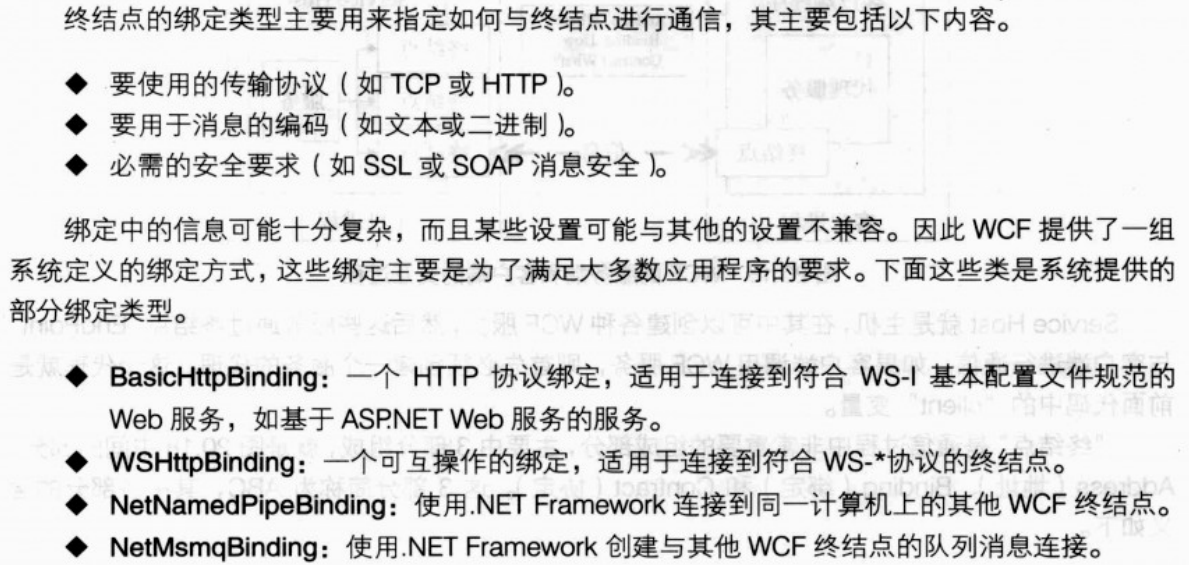 终结点的绑定类型主要用来指定如何与终结点进行通信，其主要包括以下内容。
◆ 要使用的传输协议（如 TCP 或 HTTP）。
◆ 要用于消息的编码（如文本或二进制）。
◆ 必需的安全要求（如 SSL 或 SOAP 消息安全）。
绑定中的信息可能十分复杂，而且某些设置可能与其他的设置不兼容。因此 WCF 提供了一组
系统定义的绑定方式，这些绑定主要是为了满足大多数应用程序的要求。下面这些类是系统提供的
部分绑定类型。
◆ BasicHttpBinding：一个 HTTP 协议绑定，适用于连接到符合 WS-I 基本配置文件规范的
Web 服务，如基于 ASP.NET Web 服务的服务。
◆ WSHttpBinding：一个可互操作的绑定，适用于连接到符合 WS-*协议的终结点。
◆ NetNamedPipeBinding：使用.NET Framework 连接到同一计算机上的其他 WCF 终结点。
◆ NetMsmqBinding：使用.NET Framework 创建与其他 WCF 终结点的队列消息连接。